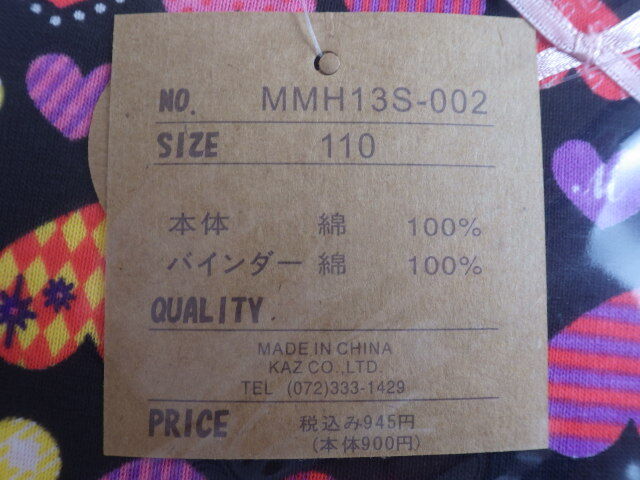 NO. MMH13S-002
SIZE 110
本体 綿 100%
バインダー 綿 100%
QUALITY.
MADE IN CHINA
KAZ CO.,LTD.
TEL (072)333-1429
PRICE 税込み945円
(本体900円)